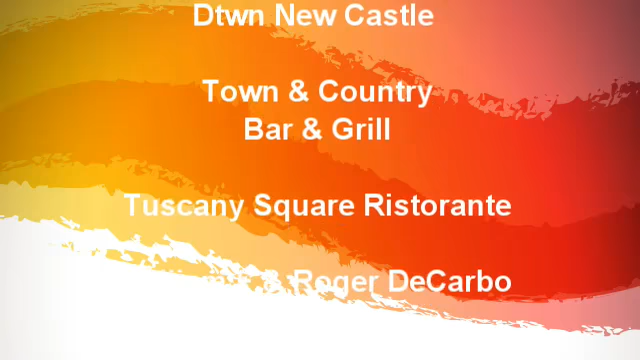 Dtwn New Castle
Town & Country
Bar & Grill
Tuscany Square Ristorante
& Roger DeCarbo